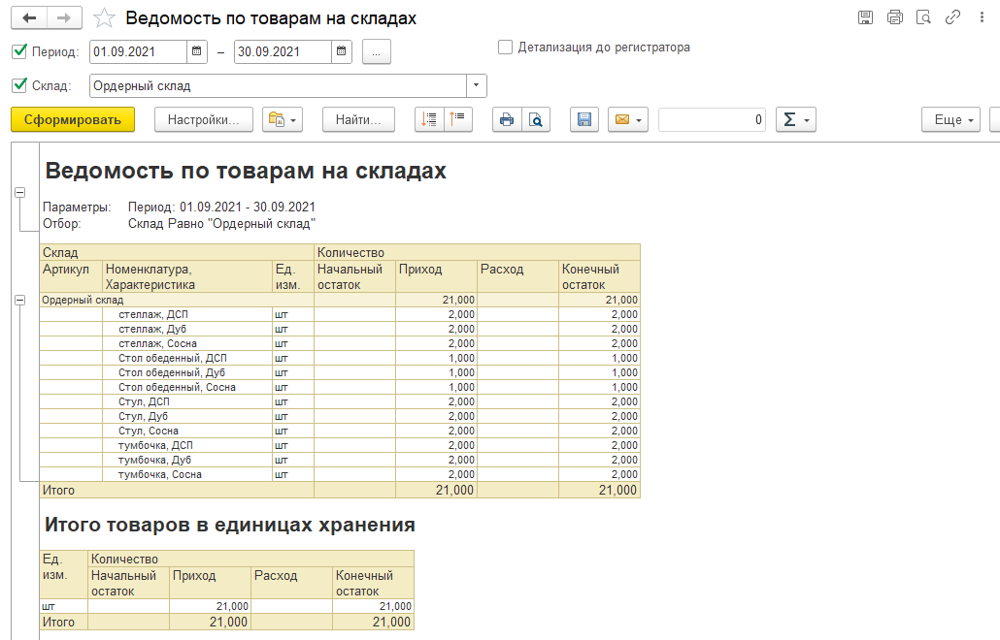 Ведомость по товарам на складах
Период: 01.09.2021 – 30.09.2021 ... Детализация до регистратора
Склад: Ордерный склад
Сформировать Настройки... Найти... 0 Σ Еще
Ведомость по товарам на складах
Параметры: Период: 01.09.2021 - 30.09.2021
Отбор: Склад Равно "Ордерный склад"
Склад Количество
Артикул Номенклатура, Ед. Начальный Приход Расход Конечный
Характеристика изм. остаток остаток
Ордерный склад 21,000 21,000
стеллаж, ДСП шт 2,000 2,000
стеллаж, Дуб шт 2,000 2,000
стеллаж, Сосна шт 2,000 2,000
Стол обеденный, ДСП шт 1,000 1,000
Стол обеденный, Дуб шт 1,000 1,000
Стол обеденный, Сосна шт 1,000 1,000
Стул, ДСП шт 2,000 2,000
Стул, Дуб шт 2,000 2,000
Стул, Сосна шт 2,000 2,000
тумбочка, ДСП шт 2,000 2,000
тумбочка, Дуб шт 2,000 2,000
тумбочка, Сосна шт 2,000 2,000
Итого 21,000 21,000
Итого товаров в единицах хранения
Ед. Количество
изм. Начальный Приход Расход Конечный
остаток остаток
шт 21,000 21,000
Итого 21,000 21,000